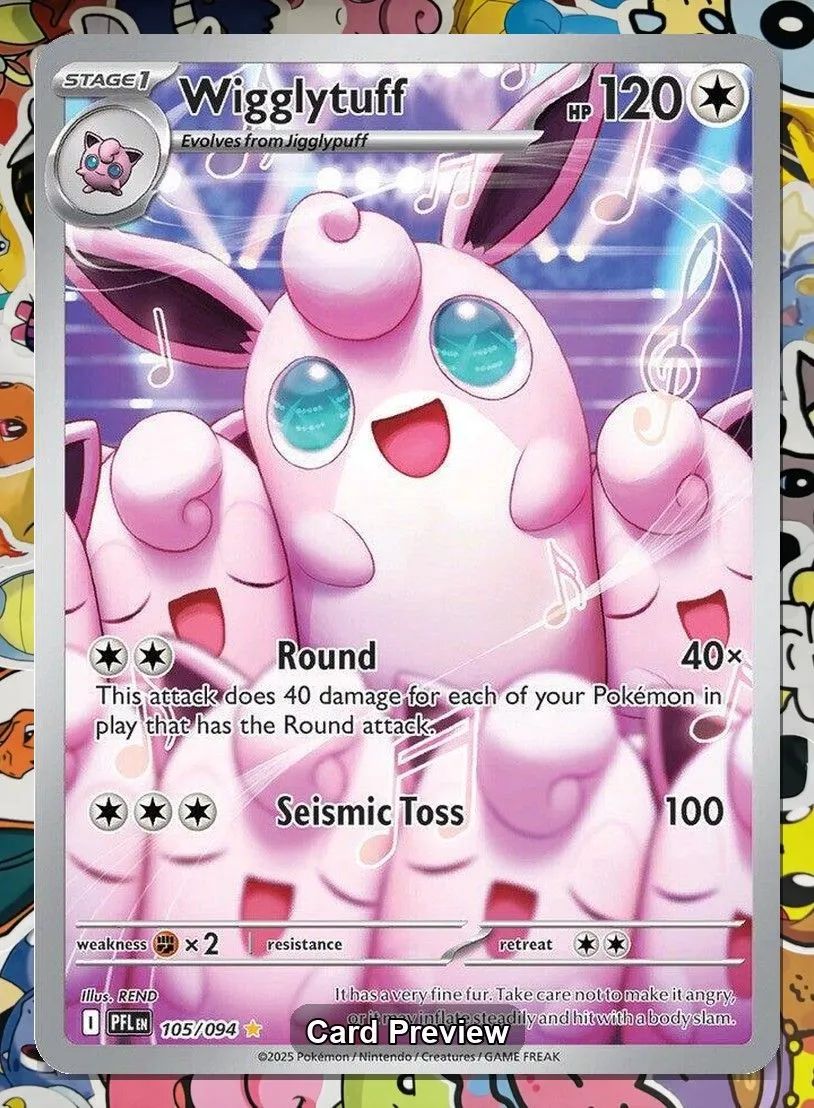 STAGE 1 Wigglytuff HP 120
Evolves from Jigglypuff
Round 40×
This attack does 40 damage for each of your Pokémon in
play that has the Round attack.
Seismic Toss 100
weakness ×2 resistance retreat
Illus. REND
It has a very fine fur. Take care not to make it angry,
or it may inflate steadily and hit with a body slam.
I PFL EN 105/094
Card Preview
©2025 Pokémon / Nintendo / Creatures / GAME FREAK